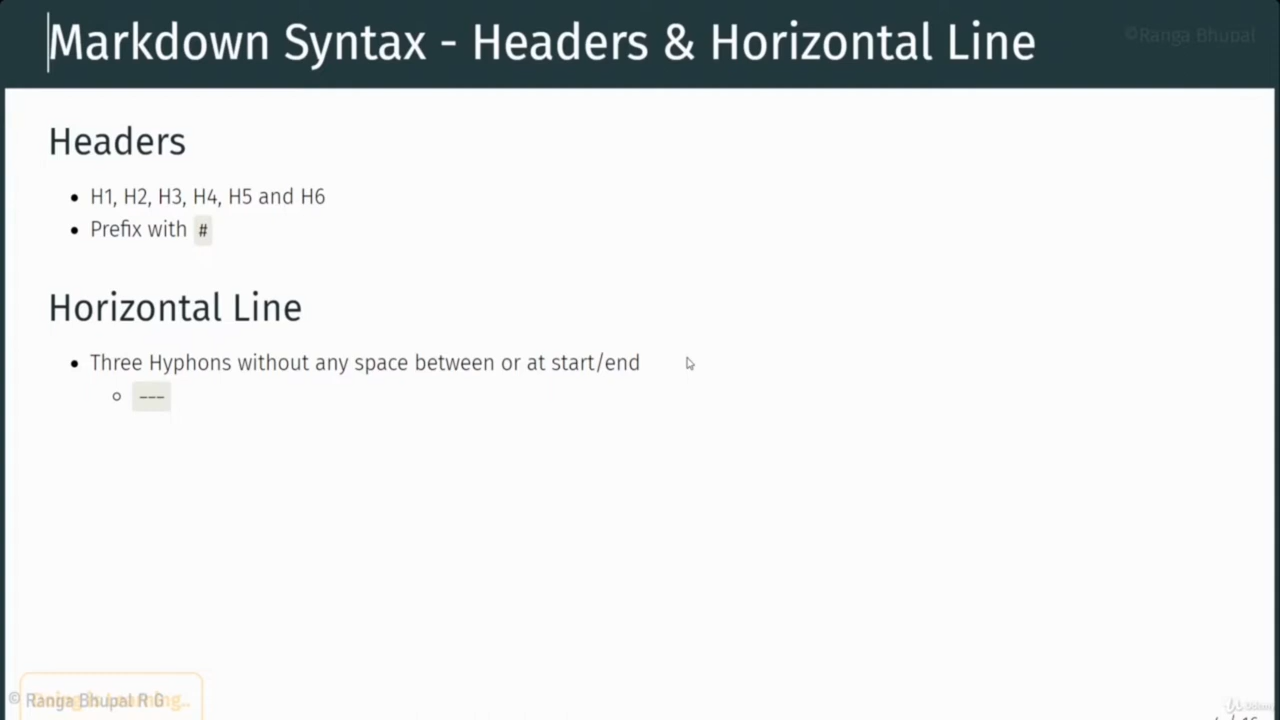 Markdown Syntax - Headers & Horizontal Line
©Ranga Bhupal
Headers
H1, H2, H3, H4, H5 and H6
Prefix with #
Horizontal Line
Three Hyphons without any space between or at start/end
---
© Ranga Bhupal R G
Udemy